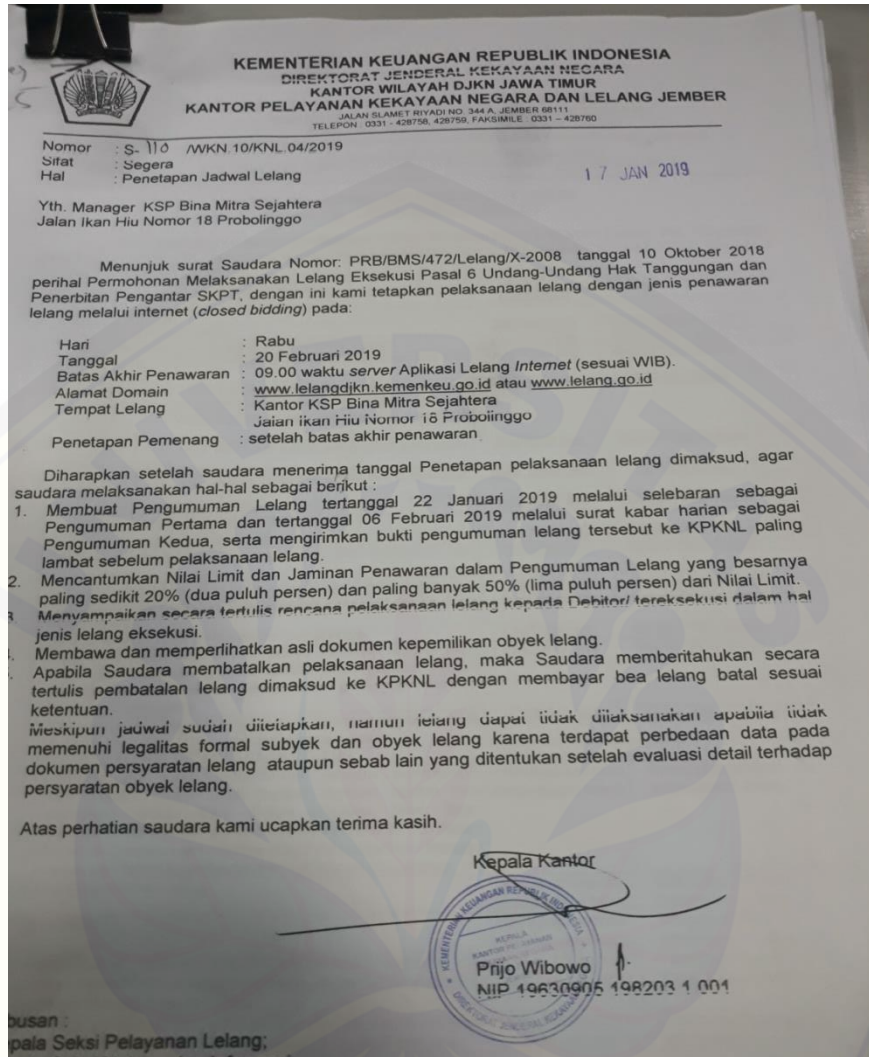 KEMENTERIAN KEUANGAN REPUBLIK INDONESIA
DIREKTORAT JENDERAL KEKAYAAN NEGARA
KANTOR WILAYAH DJKN JAWA TIMUR
KANTOR PELAYANAN KEKAYAAN NEGARA DAN LELANG JEMBER
JALAN SLAMET RIYADI NO. 344 A, JEMBER 68111
TELEPON : 0331 - 428758, 428759, FAKSIMILE : 0331 – 428760
Nomor : S- 110 /WKN.10/KNL.04/2019
Sifat : Segera
Hal : Penetapan Jadwal Lelang
17 JAN 2019
Yth. Manager KSP Bina Mitra Sejahtera
Jalan Ikan Hiu Nomor 18 Probolinggo
Menunjuk surat Saudara Nomor: PRB/BMS/472/Lelang/X-2008 tanggal 10 Oktober 2018
perihal Permohonan Melaksanakan Lelang Eksekusi Pasal 6 Undang-Undang Hak Tanggungan dan
Penerbitan Pengantar SKPT, dengan ini kami tetapkan pelaksanaan lelang dengan jenis penawaran
lelang melalui internet (closed bidding) pada:
Hari : Rabu
Tanggal : 20 Februari 2019
Batas Akhir Penawaran : 09.00 waktu server Aplikasi Lelang Internet (sesuai WIB).
Alamat Domain : www.lelangdjkn.kemenkeu.go.id atau www.lelang.go.id
Tempat Lelang : Kantor KSP Bina Mitra Sejahtera
Jalan Ikan Hiu Nomor 18 Probolinggo
Penetapan Pemenang : setelah batas akhir penawaran
Diharapkan setelah saudara menerima tanggal Penetapan pelaksanaan lelang dimaksud, agar
saudara melaksanakan hal-hal sebagai berikut :
1. Membuat Pengumuman Lelang tertanggal 22 Januari 2019 melalui selebaran sebagai
Pengumuman Pertama dan tertanggal 06 Februari 2019 melalui surat kabar harian sebagai
Pengumuman Kedua, serta mengirimkan bukti pengumuman lelang tersebut ke KPKNL paling
lambat sebelum pelaksanaan lelang.
2. Mencantumkan Nilai Limit dan Jaminan Penawaran dalam Pengumuman Lelang yang besarnya
paling sedikit 20% (dua puluh persen) dan paling banyak 50% (lima puluh persen) dari Nilai Limit.
3 Menyampaikan secara tertulis rencana pelaksanaan lelang kepada Debitor/ tereksekusi dalam hal
jenis lelang eksekusi.
Membawa dan memperlihatkan asli dokumen kepemilikan obyek lelang.
Apabila Saudara membatalkan pelaksanaan lelang, maka Saudara memberitahukan secara
tertulis pembatalan lelang dimaksud ke KPKNL dengan membayar bea lelang batal sesuai
ketentuan.
Meskipun jadwal sudah ditetapkan, namun lelang dapat tidak dilaksanakan apabila tidak
memenuhi legalitas formal subyek dan obyek lelang karena terdapat perbedaan data pada
dokumen persyaratan lelang ataupun sebab lain yang ditentukan setelah evaluasi detail terhadap
persyaratan obyek lelang.
Atas perhatian saudara kami ucapkan terima kasih.
Kepala Kantor
KEMENTERIAN KEUANGAN REPUBLIK INDONESIA
KEPALA
KANTOR PELAYANAN
DIREKTORAT JENDERAL KEKAYAAN
Prijo Wibowo
NIP 19630905 198203 1 001
busan :
pala Seksi Pelayanan Lelang;